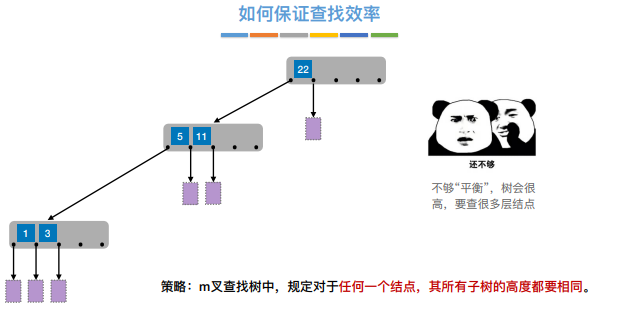 如何保证查找效率
22
5 11
1 3
还不够
不够“平衡”，树会很
高，要查很多层结点
策略：m叉查找树中，规定对于任何一个结点，其所有子树的高度都要相同。